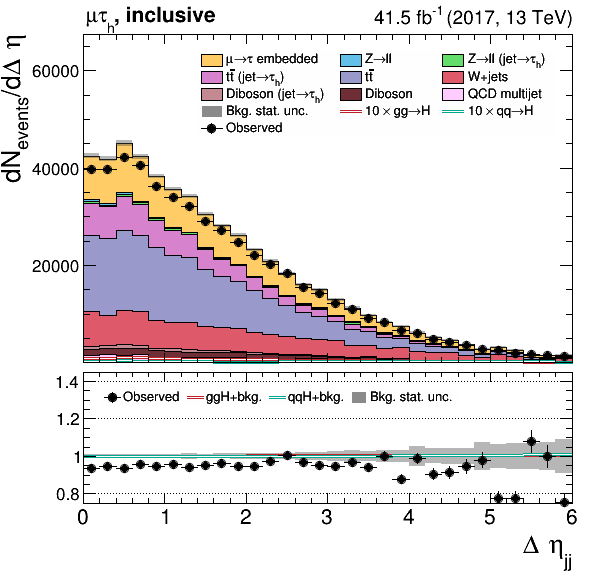 μτh, inclusive 41.5 fb-1 (2017, 13 TeV)
dNevents/dΔ η
60000
40000
20000
μ→τ embedded Z→ll Z→ll (jet→τh)
tt̄ (jet→τh) tt̄ W+jets
Diboson (jet→τh) Diboson QCD multijet
Bkg. stat. unc. 10 × gg→H 10 × qq→H
Observed
1.4
1.2
1
0.8
Observed ggH+bkg. qqH+bkg. Bkg. stat. unc.
0 1 2 3 4 5 6
Δ ηjj